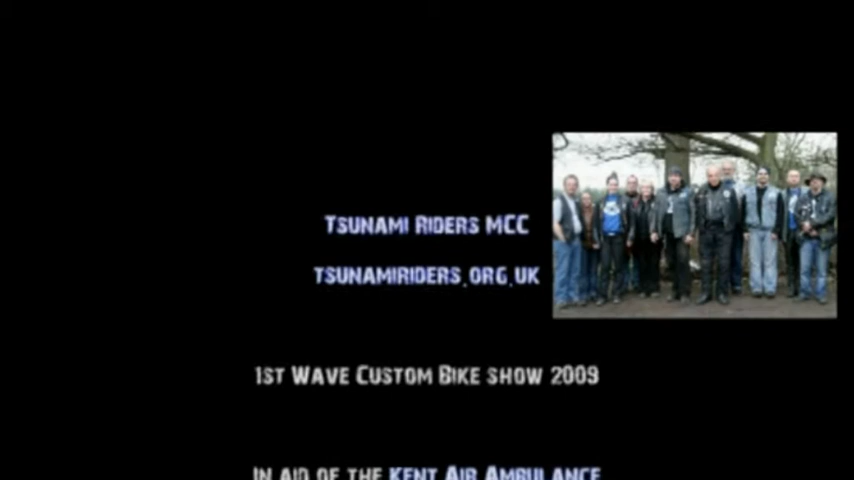 Tsunami Riders MCC
tsunamiriders.org.uk
1st Wave Custom Bike show 2009
In aid of the Kent Air Ambulance